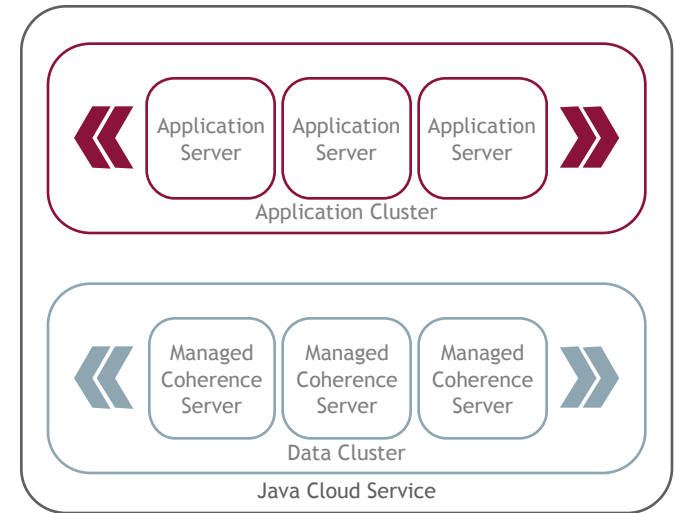 Application Application Application
Server Server Server
Application Cluster
Managed Managed Managed
Coherence Coherence Coherence
Server Server Server
Data Cluster
Java Cloud Service